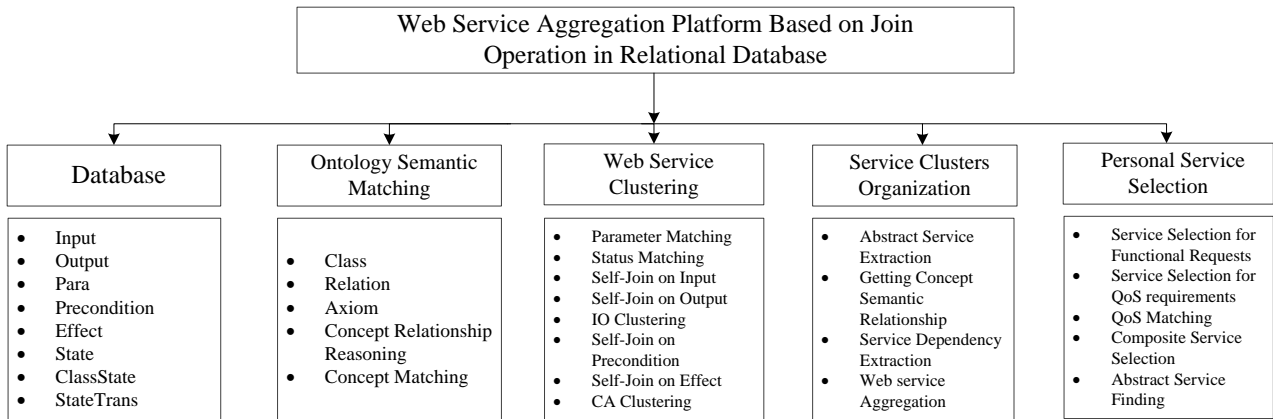 Web Service Aggregation Platform Based on Join
Operation in Relational Database
Database
Ontology Semantic
Matching
Web Service
Clustering
Service Clusters
Organization
Personal Service
Selection
• Input
• Output
• Para
• Precondition
• Effect
• State
• ClassState
• StateTrans
• Class
• Relation
• Axiom
• Concept Relationship
Reasoning
• Concept Matching
• Parameter Matching
• Status Matching
• Self-Join on Input
• Self-Join on Output
• IO Clustering
• Self-Join on
Precondition
• Self-Join on Effect
• CA Clustering
• Abstract Service
Extraction
• Getting Concept
Semantic
Relationship
• Service Dependency
Extraction
• Web service
Aggregation
• Service Selection for
Functional Requests
• Service Selection for
QoS requirements
• QoS Matching
• Composite Service
Selection
• Abstract Service
Finding